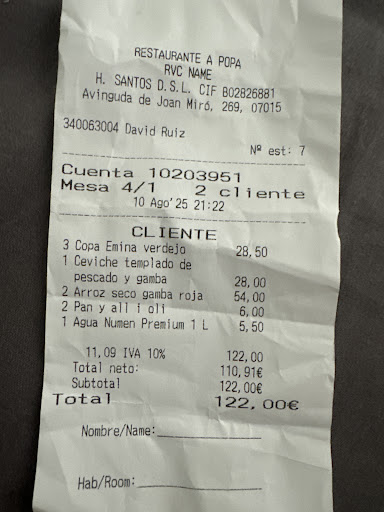 RESTAURANTE A POPA
RVC NAME
H. SANTOS D.S.L. CIF B02826881
Avinguda de Joan Miró, 269, 07015
340063004 David Ruiz
Nº est: 7
Cuenta 10203951
Mesa 4/1 2 cliente
10 Ago'25 21:22
CLIENTE
3 Copa Emina verdejo 28,50
1 Ceviche templado de
pescado y gamba 28,00
2 Arroz seco gamba roja 54,00
2 Pan y all i oli 6,00
1 Agua Numen Premium 1 L 5,50
11,09 IVA 10% 122,00
Total neto: 110,91€
Subtotal 122,00€
Total 122,00€
Nombre/Name:
Hab/Room: